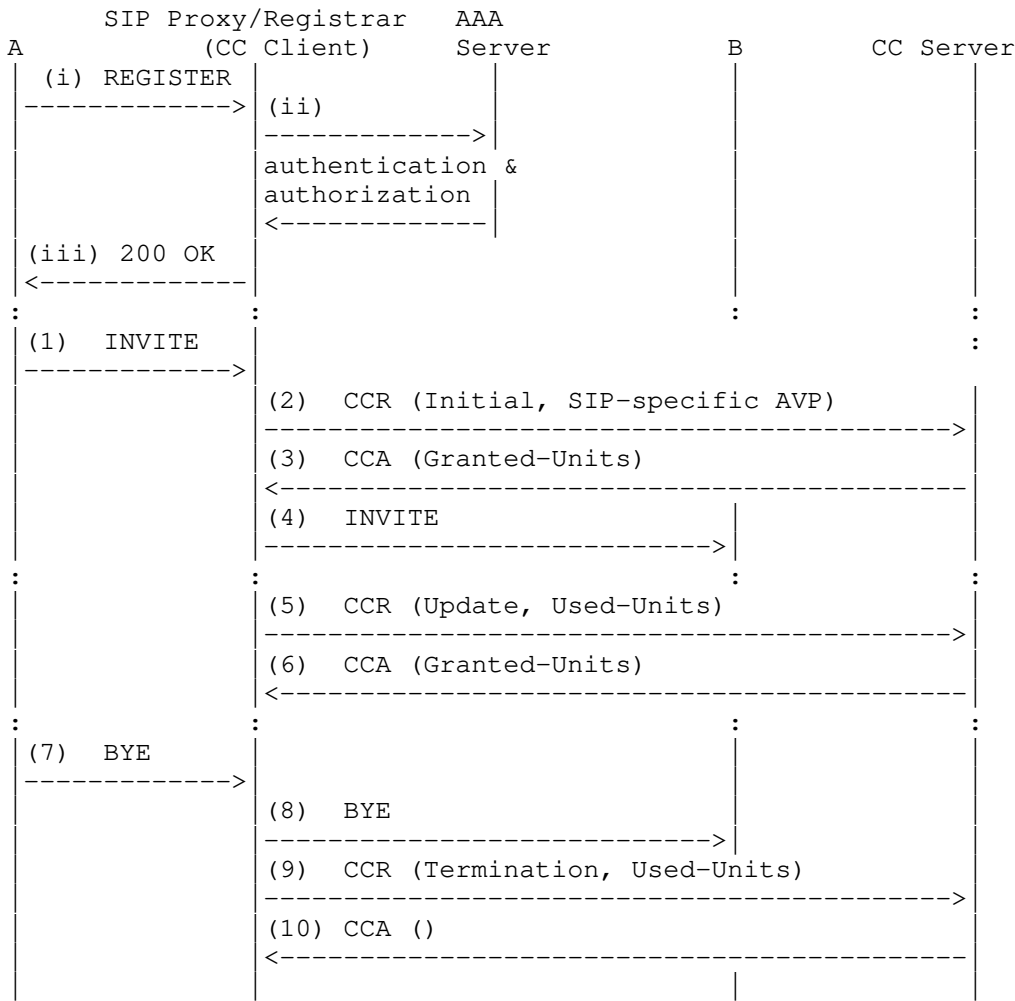 SIP Proxy/Registrar AAA
A (CC Client) Server B CC Server
(i) REGISTER
(ii)
authentication &
authorization
(iii) 200 OK
(1) INVITE
(2) CCR (Initial, SIP-specific AVP)
(3) CCA (Granted-Units)
(4) INVITE
(5) CCR (Update, Used-Units)
(6) CCA (Granted-Units)
(7) BYE
(8) BYE
(9) CCR (Termination, Used-Units)
(10) CCA ()